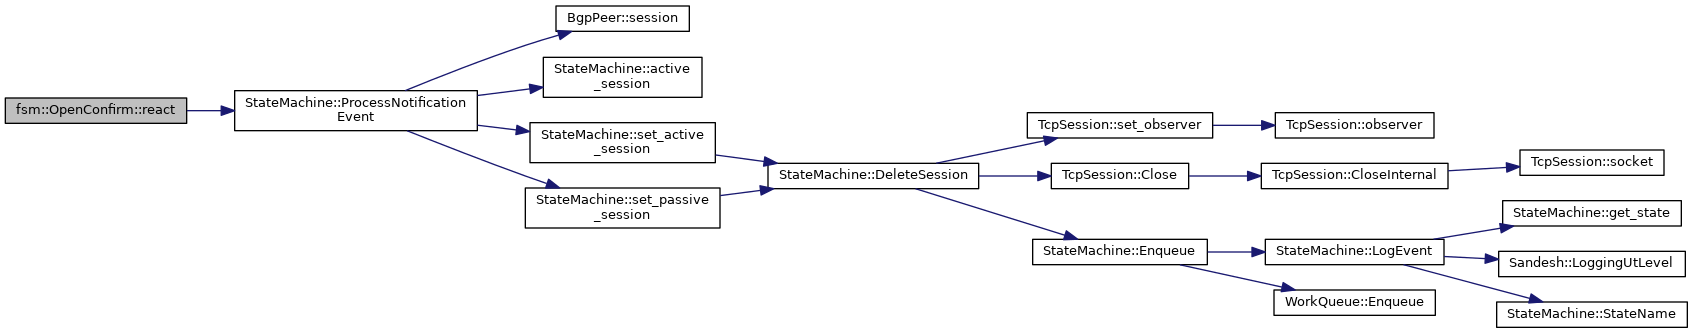 fsm::OpenConfirm::react
StateMachine::ProcessNotification
Event
BgpPeer::session
StateMachine::active
_session
StateMachine::set_active
_session
StateMachine::set_passive
_session
StateMachine::DeleteSession
TcpSession::set_observer
TcpSession::observer
TcpSession::Close
TcpSession::CloseInternal
TcpSession::socket
StateMachine::Enqueue
StateMachine::LogEvent
WorkQueue::Enqueue
StateMachine::get_state
Sandesh::LoggingUtLevel
StateMachine::StateName